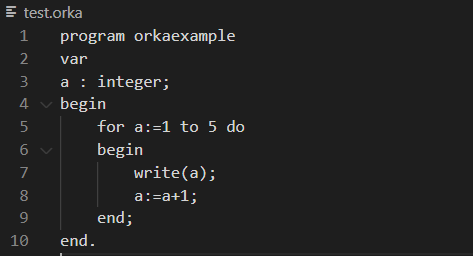 test.orka
1 program orkaexample
2 var
3 a : integer;
4 begin
5     for a:=1 to 5 do
6     begin
7         write(a);
8         a:=a+1;
9     end;
10 end.